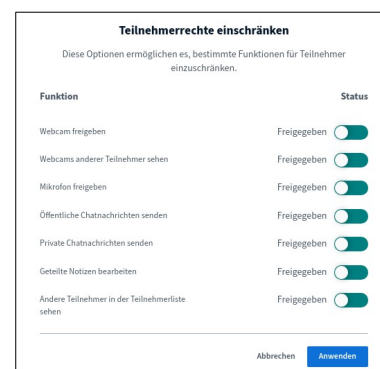 Teilnehmerrechte einschränken
Diese Optionen ermöglichen es, bestimmte Funktionen für Teilnehmer
einzuschränken.
Funktion Status
Webcam freigeben Freigegeben
Webcams anderer Teilnehmer sehen Freigegeben
Mikrofon freigeben Freigegeben
Öffentliche Chatnachrichten senden Freigegeben
Private Chatnachrichten senden Freigegeben
Geteilte Notizen bearbeiten Freigegeben
Andere Teilnehmer in der Teilnehmerliste Freigegeben
sehen
Abbrechen Anwenden